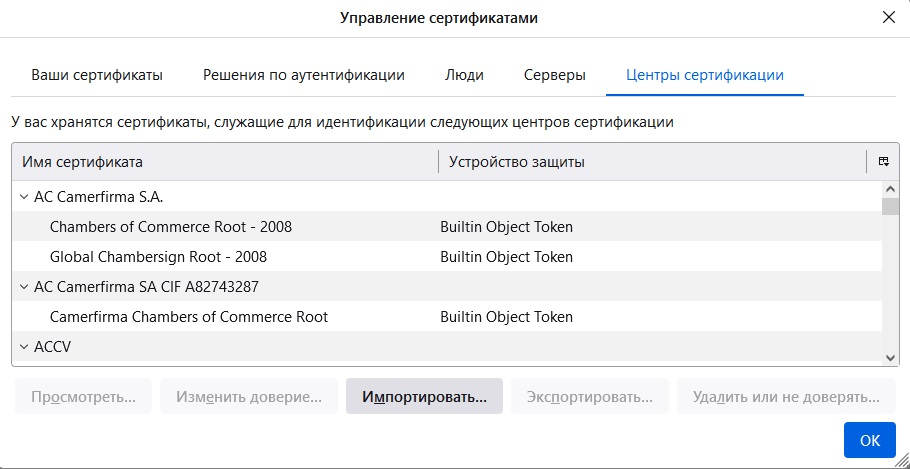 Управление сертификатами
Ваши сертификаты Решения по аутентификации Люди Серверы Центры сертификации
У вас хранятся сертификаты, служащие для идентификации следующих центров сертификации
Имя сертификата Устройство защиты
AC Camerfirma S.A.
Chambers of Commerce Root - 2008 Builtin Object Token
Global Chambersign Root - 2008 Builtin Object Token
AC Camerfirma SA CIF A82743287
Camerfirma Chambers of Commerce Root Builtin Object Token
ACCV
Просмотреть... Изменить доверие... Импортировать... Экспортировать... Удалить или не доверять...
OK